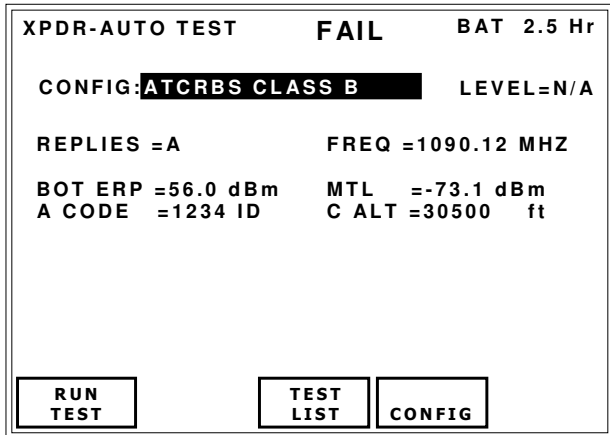 XPDR-AUTO TEST FAIL BAT 2.5 Hr
CONFIG:ATCRBS CLASS B LEVEL=N/A
REPLIES =A FREQ =1090.12 MHZ
BOT ERP =56.0 dBm MTL =-73.1 dBm
A CODE =1234 ID C ALT =30500 ft
RUN TEST
TEST LIST
CONFIG